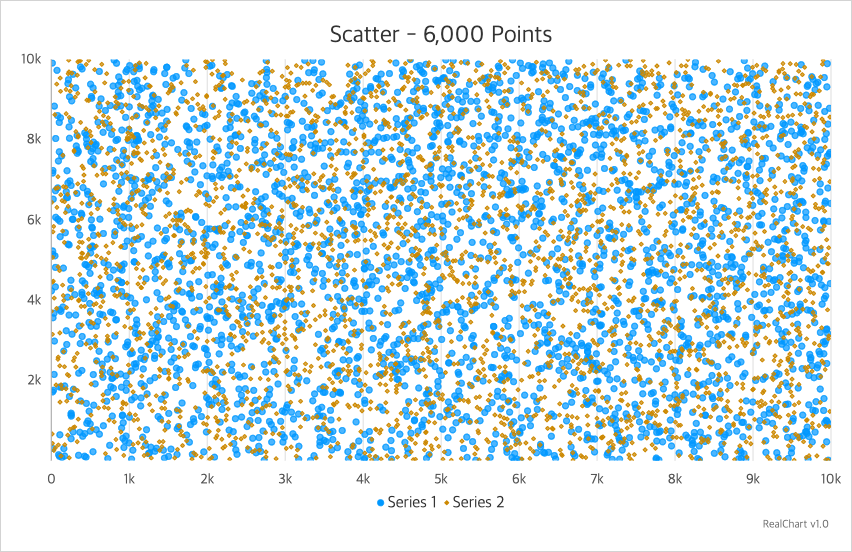 Scatter - 6,000 Points
10k
8k
6k
4k
2k
0 1k 2k 3k 4k 5k 6k 7k 8k 9k 10k
Series 1 Series 2
RealChart v1.0